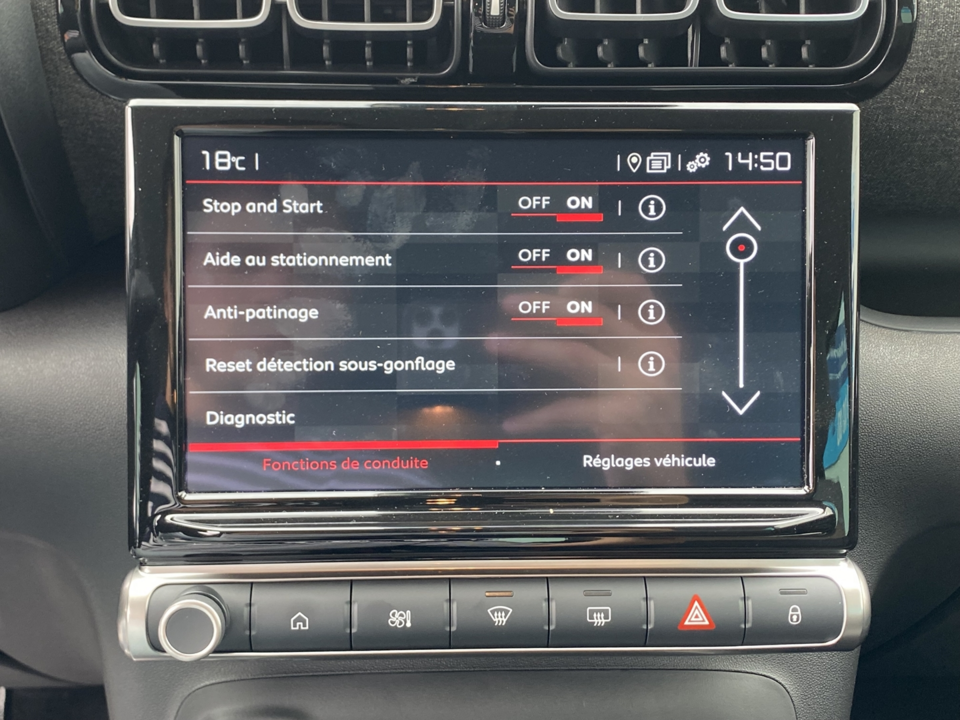 18°C 14:50
Stop and Start OFF ON i
Aide au stationnement OFF ON i
Anti-patinage OFF ON i
Reset détection sous-gonflage i
Diagnostic
Fonctions de conduite Réglages véhicule